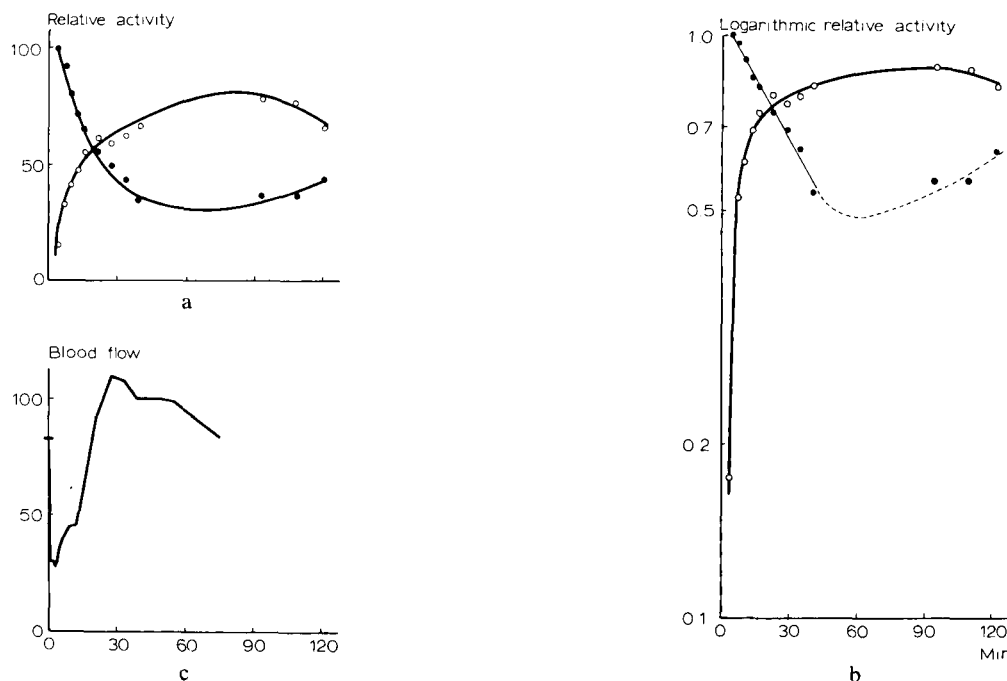 Relative activity
100
50
0
a
Blood flow
100
50
0
0 30 60 90 120
c
Logarithmic relative activity
1.0
0.7
0.5
0.2
0.1
0 30 60 90 120
Min
b